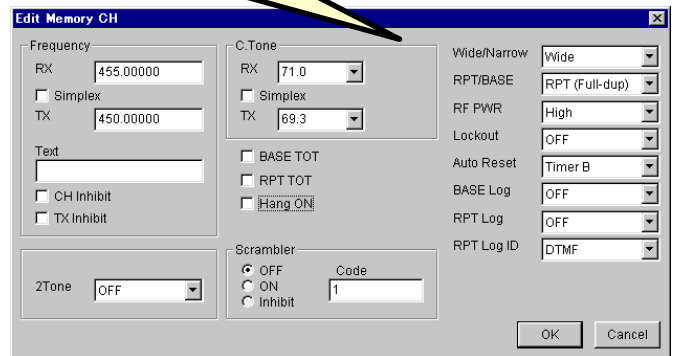 Edit Memory CH
Frequency
RX 455.00000
Simplex
TX 450.00000
Text
CH Inhibit
TX Inhibit
2Tone OFF
C.Tone
RX 71.0
Simplex
TX 69.3
BASE TOT
RPT TOT
Hang ON
Scrambler
OFF
ON
Inhibit
Code
1
Wide/Narrow Wide
RPT/BASE RPT (Full-dup)
RF PWR High
Lockout OFF
Auto Reset Timer B
BASE Log OFF
RPT Log OFF
RPT Log ID DTMF
OK Cancel